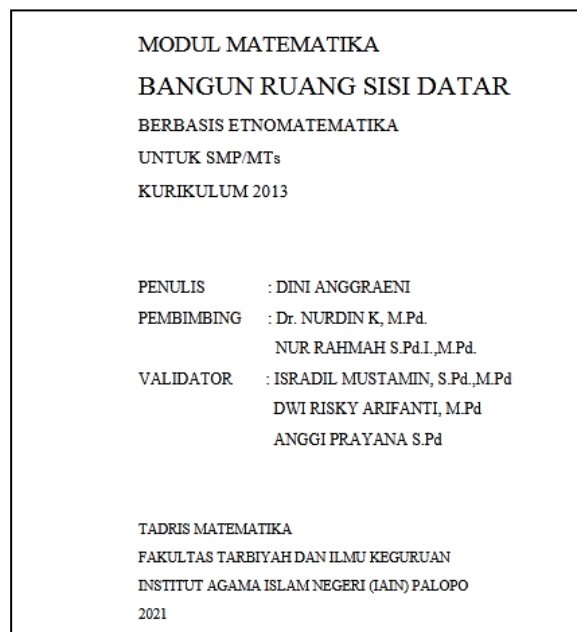 MODUL MATEMATIKA
BANGUN RUANG SISI DATAR
BERBASIS ETNOMATEMATIKA
UNTUK SMP/MTs
KURIKULUM 2013
PENULIS : DINI ANGGRAENI
PEMBIMBING : Dr. NURDIN K, M.Pd.
NUR RAHMAH S.Pd.I.,M.Pd.
VALIDATOR : ISRADIL MUSTAMIN, S.Pd.,M.Pd
DWI RISKY ARIFANTI, M.Pd
ANGGI PRAYANA S.Pd
TADRIS MATEMATIKA
FAKULTAS TARBIYAH DAN ILMU KEGURUAN
INSTITUT AGAMA ISLAM NEGERI (IAIN) PALOPO
2021